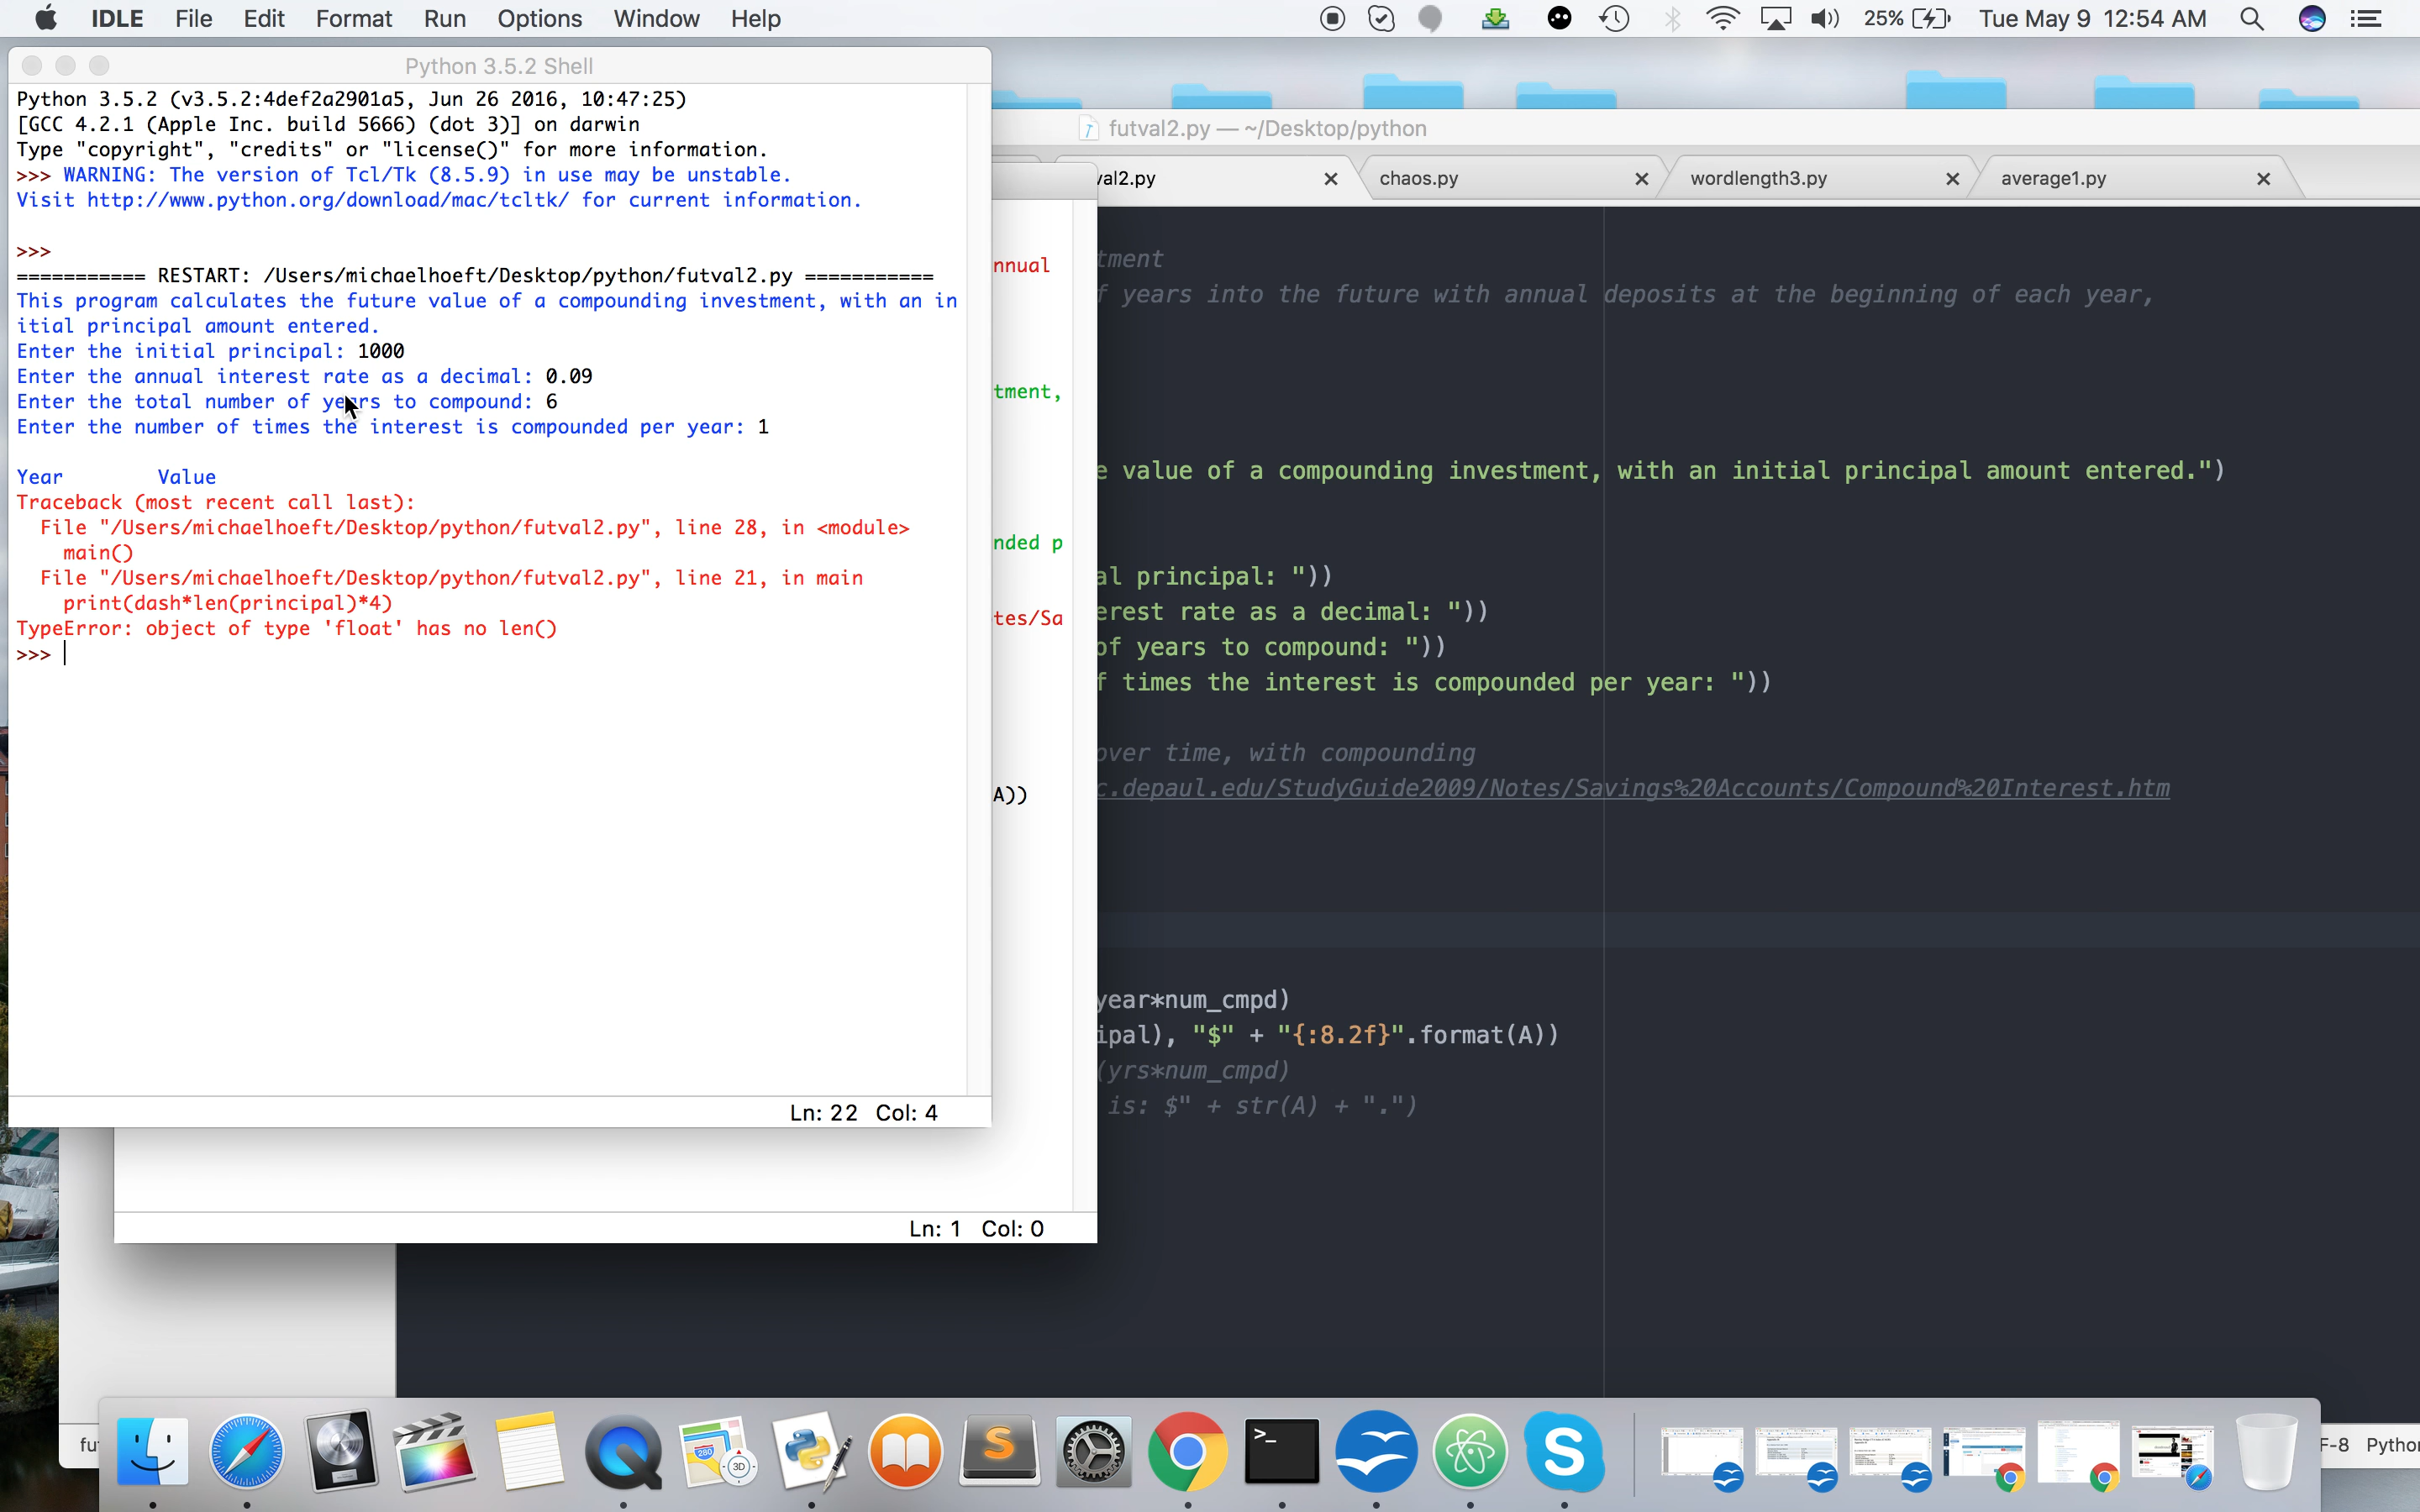 IDLE File Edit Format Run Options Window Help 25% Tue May 9 12:54 AM
Python 3.5.2 Shell
Python 3.5.2 (v3.5.2:4def2a2901a5, Jun 26 2016, 10:47:25)
[GCC 4.2.1 (Apple Inc. build 5666) (dot 3)] on darwin
Type "copyright", "credits" or "license()" for more information.
>>> WARNING: The version of Tcl/Tk (8.5.9) in use may be unstable.
Visit http://www.python.org/download/mac/tcltk/ for current information.
>>>
=========== RESTART: /Users/michaelhoeft/Desktop/python/futval2.py ===========
This program calculates the future value of a compounding investment, with an in
itial principal amount entered.
Enter the initial principal: 1000
Enter the annual interest rate as a decimal: 0.09
Enter the total number of years to compound: 6
Enter the number of times the interest is compounded per year: 1
Year Value
Traceback (most recent call last):
File "/Users/michaelhoeft/Desktop/python/futval2.py", line 28, in <module>
main()
File "/Users/michaelhoeft/Desktop/python/futval2.py", line 21, in main
print(dash*len(principal)*4)
TypeError: object of type 'float' has no len()
>>>
Ln: 22 Col: 4
nnual
tment,
nded p
tes/Sa
A))
Ln: 1 Col: 0
futval2.py — ~/Desktop/python
val2.py
chaos.py
wordlength3.py
average1.py
tment
f years into the future with annual deposits at the beginning of each year,
e value of a compounding investment, with an initial principal amount entered.")
al principal: "))
erest rate as a decimal: "))
of years to compound: "))
f times the interest is compounded per year: "))
over time, with compounding
c.depaul.edu/StudyGuide2009/Notes/Savings%20Accounts/Compound%20Interest.htm
year*num_cmpd)
ipal), "$" + "{:8.2f}".format(A))
(yrs*num_cmpd)
is: $" + str(A) + ".")
fu
F-8 Pytho
280
3D
S
>_
S